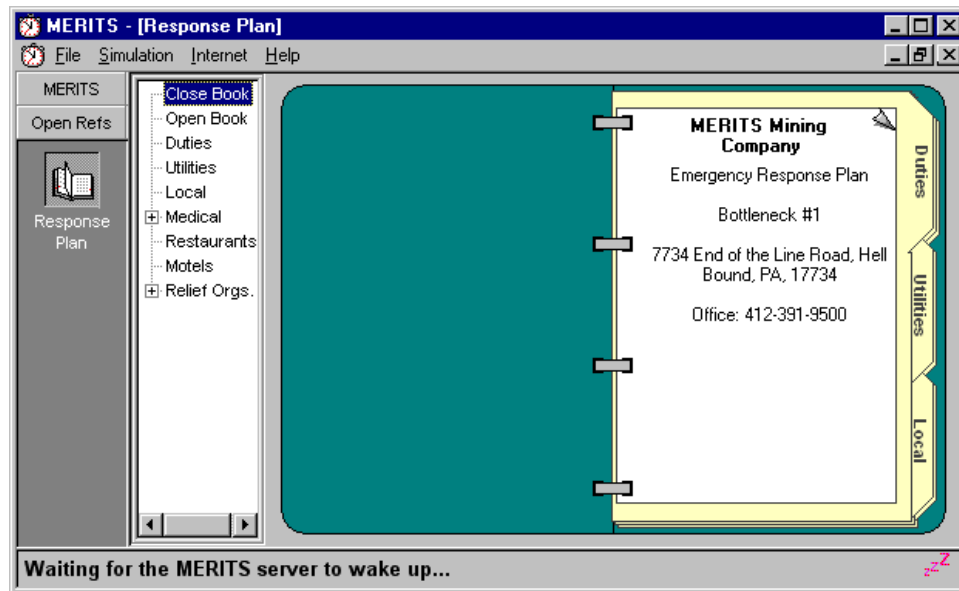 MERITS - [Response Plan]
File Simulation Internet Help
MERITS
Open Refs
Response
Plan
Close Book
Open Book
Duties
Utilities
Local
Medical
Restaurants
Motels
Relief Orgs.
MERITS Mining
Company
Emergency Response Plan
Bottleneck #1
7734 End of the Line Road, Hell
Bound, PA, 17734
Office: 412-391-9500
Duties
Utilities
Local
Waiting for the MERITS server to wake up...
zzZ